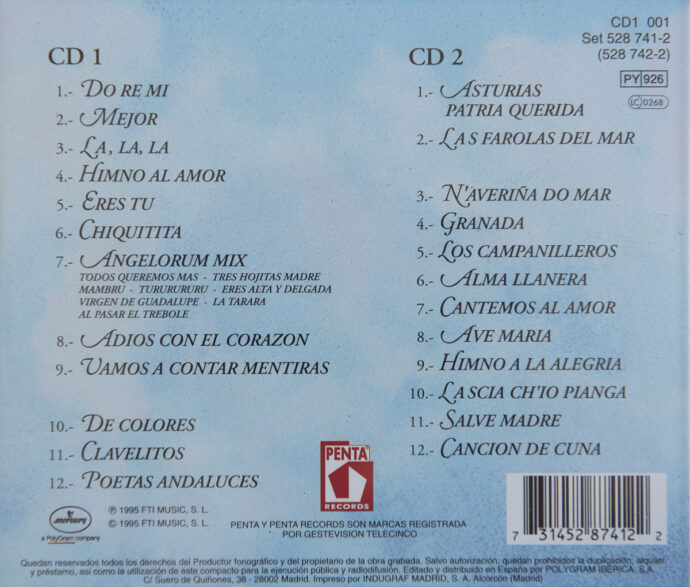 CD1 001
Set 528 741-2
(528 742-2)
PY 926
LC 0268
CD 1
1.- DO RE MI
2.- MEJOR
3.- LA, LA, LA
4.- HIMNO AL AMOR
5.- ERES TU
6.- CHIQUITITA
7.- ANGELORUM MIX
TODOS QUEREMOS MAS - TRES HOJITAS MADRE
MAMBRU - TURURURURU - ERES ALTA Y DELGADA
VIRGEN DE GUADALUPE - LA TARARA
AL PASAR EL TREBOLE
8.- ADIOS CON EL CORAZON
9.- VAMOS A CONTAR MENTIRAS
10.- DE COLORES
11.- CLAVELITOS
12.- POETAS ANDALUCES
CD 2
1.- ASTURIAS
PATRIA QUERIDA
2.- LAS FAROLAS DEL MAR
3.- N'AVERIÑA DO MAR
4.- GRANADA
5.- LOS CAMPANILLEROS
6.- ALMA LLANERA
7.- CANTEMOS AL AMOR
8.- AVE MARIA
9.- HIMNO A LA ALEGRIA
10.- LASCIA CH'IO PIANGA
11.- SALVE MADRE
12.- CANCION DE CUNA
mercury
a PolyGram company
℗ 1995 FTI MUSIC, S. L.
© 1995 FTI MUSIC, S. L.
PENTA
RECORDS
PENTA Y PENTA RECORDS SON MARCAS REGISTRADA
POR GESTEVISION TELECINCO
7 31452 87412 2
Quedan reservados todos los derechos del Productor fonográfico y del propietario de la obra grabada. Salvo autorización, quedan prohibidos la duplicación, alquiler
y préstamo, así como la utilización de este compacto para la ejecución pública y radiodifusión. Editado y distribuido en España por POLYGRAM IBERICA, S.A.
C/ Suero de Quiñones, 38 - 28002 Madrid. Impreso por INDUGRAF MADRID, S. A. Alcorcón (Madrid)